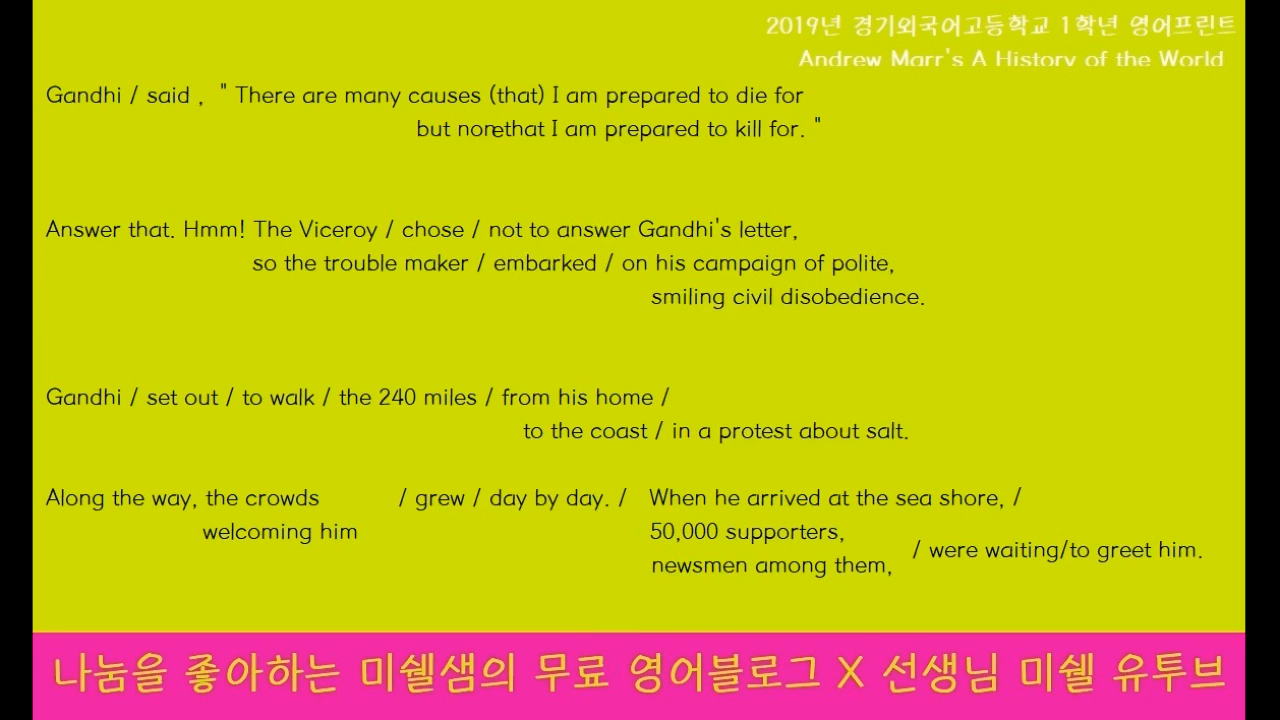 2019년 경기외국어고등학교 1학년 영어프린트
Andrew Marr's A History of the World
Gandhi / said , " There are many causes (that) I am prepared to die for
but none that I am prepared to kill for. "
Answer that. Hmm! The Viceroy / chose / not to answer Gandhi's letter,
so the trouble maker / embarked / on his campaign of polite,
smiling civil disobedience.
Gandhi / set out / to walk / the 240 miles / from his home /
to the coast / in a protest about salt.
Along the way, the crowds / grew / day by day. / When he arrived at the sea shore, /
welcoming him 50,000 supporters,
/ were waiting/to greet him.
newsmen among them,
나눔을 좋아하는 미쉘샘의 무료 영어블로그 X 선생님 미쉘 유투브